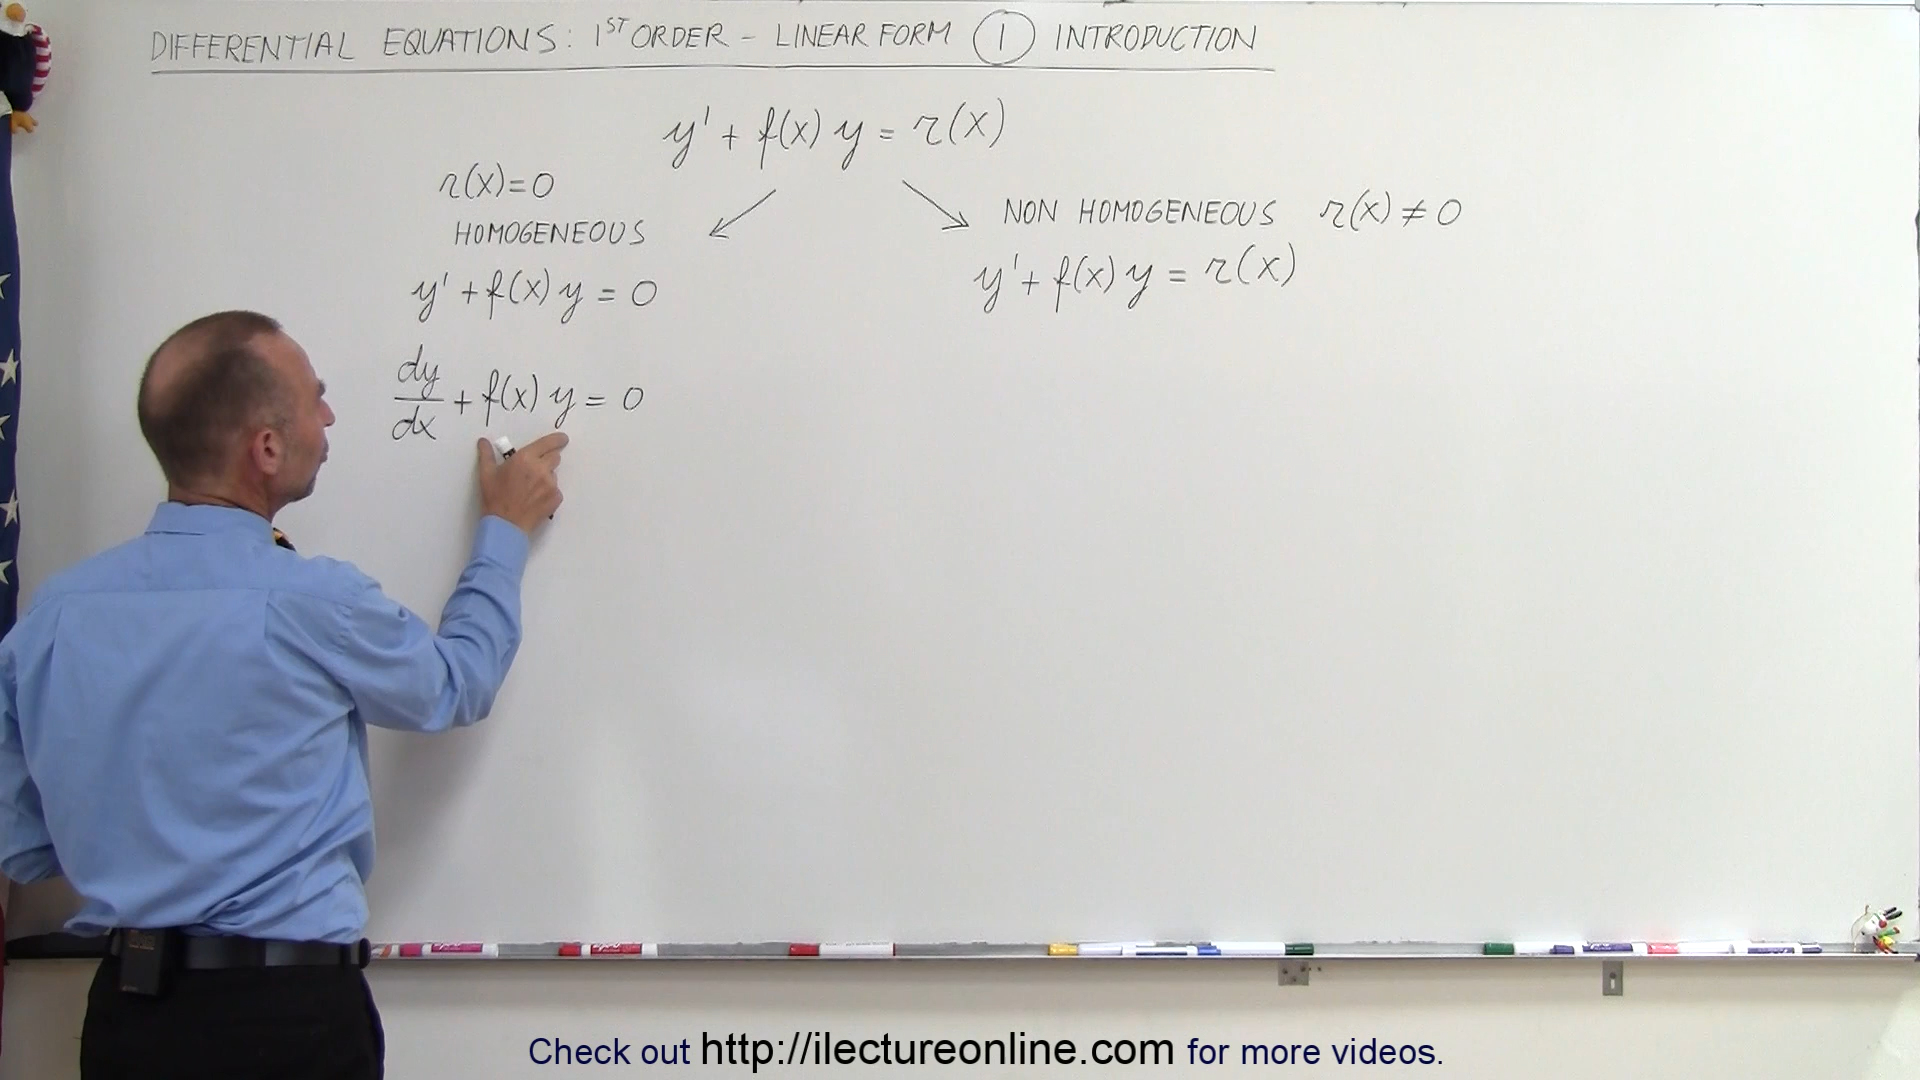 DIFFERENTIAL EQUATIONS: 1ST ORDER - LINEAR FORM ① INTRODUCTION
y' + f(x) y = r(x)
r(x) = 0
HOMOGENEOUS
y' + f(x) y = 0
dy/dx + f(x) y = 0
NON HOMOGENEOUS r(x) ≠ 0
y' + f(x) y = r(x)
Check out http://ilectureonline.com for more videos.